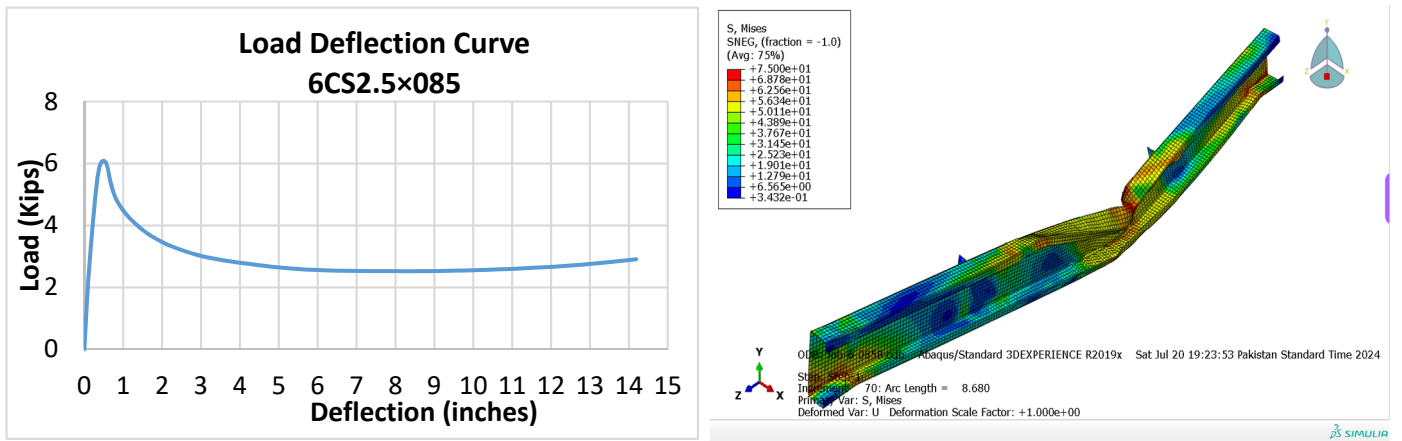 Load Deflection Curve
6CS2.5×085
Load (Kips)
8
6
4
2
0
0 1 2 3 4 5 6 7 8 9 10 11 12 13 14 15
Deflection (inches)
S, Mises
SNEG, (fraction = -1.0)
(Avg: 75%)
+7.500e+01
+6.878e+01
+6.256e+01
+5.634e+01
+5.011e+01
+4.389e+01
+3.767e+01
+3.145e+01
+2.523e+01
+1.901e+01
+1.279e+01
+6.565e+00
+3.432e-01
Y
Z X
Y
Z X
Abaqus/Standard 3DEXPERIENCE R2019x Sat Jul 20 19:23:53 Pakistan Standard Time 2024
70: Arc Length = 8.680
Primary Var: S, Mises
Deformed Var: U Deformation Scale Factor: +1.000e+00
SIMULIA